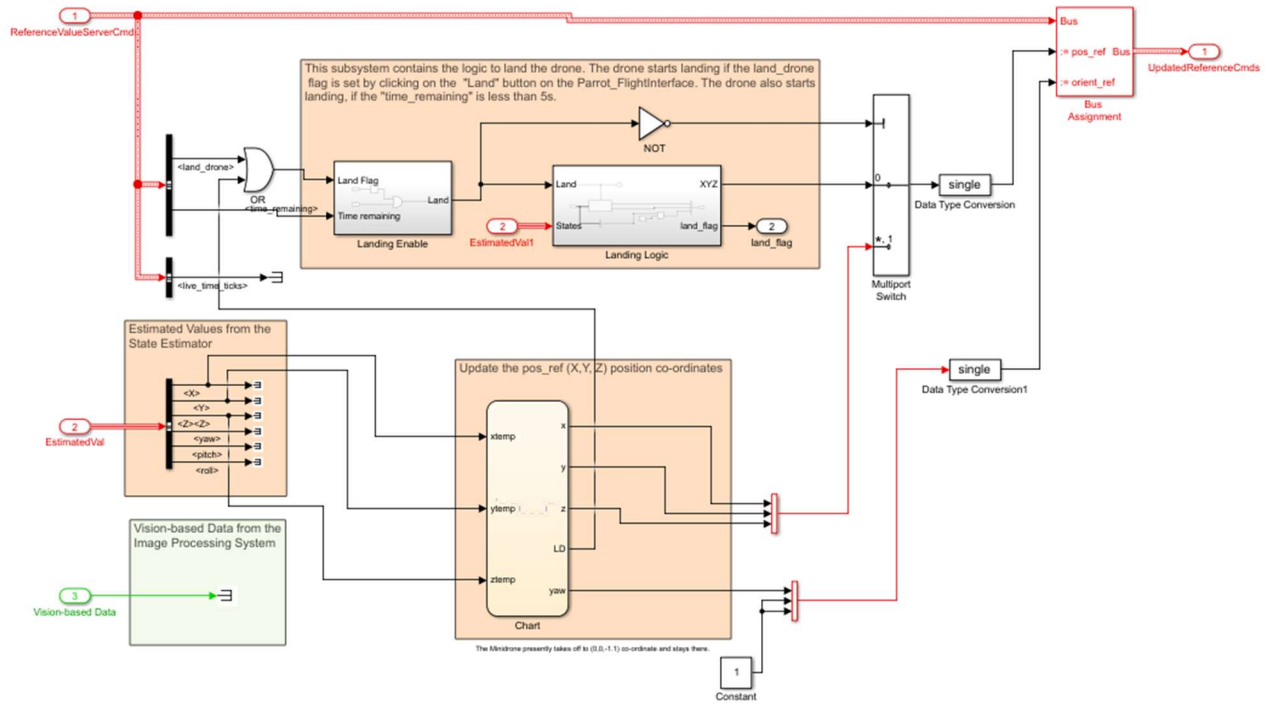 1
ReferenceValueServerCmds
Bus
:= pos_ref
Bus
:= orient_ref
Bus
Assignment
1
UpdatedReferenceCmds
This subsystem contains the logic to land the drone. The drone starts landing if the land_drone
flag is set by clicking on the "Land" button on the Parrot_FlightInterface. The drone also starts
landing, if the "time_remaining" is less than 5s.
NOT
<land_drone>
OR
<time_remaining>
Land Flag
Time remaining
Land
Landing Enable
2
EstimatedVal1
Land
States
XYZ
land_flag
Landing Logic
2
land_flag
0
*, 1
Multiport
Switch
single
Data Type Conversion
<live_time_ticks>
Estimated Values from the
State Estimator
<X>
<Y>
<Z><Z>
<yaw>
<pitch>
<roll>
2
EstimatedVal
Update the pos_ref (X,Y, Z) position co-ordinates
xtemp
ytemp
ztemp
x
y
z
LD
yaw
Chart
single
Data Type Conversion1
Vision-based Data from the
Image Processing System
3
Vision-based Data
The Minidrone presently takes off to (0,0,-1.1) co-ordinate and stays there.
1
Constant